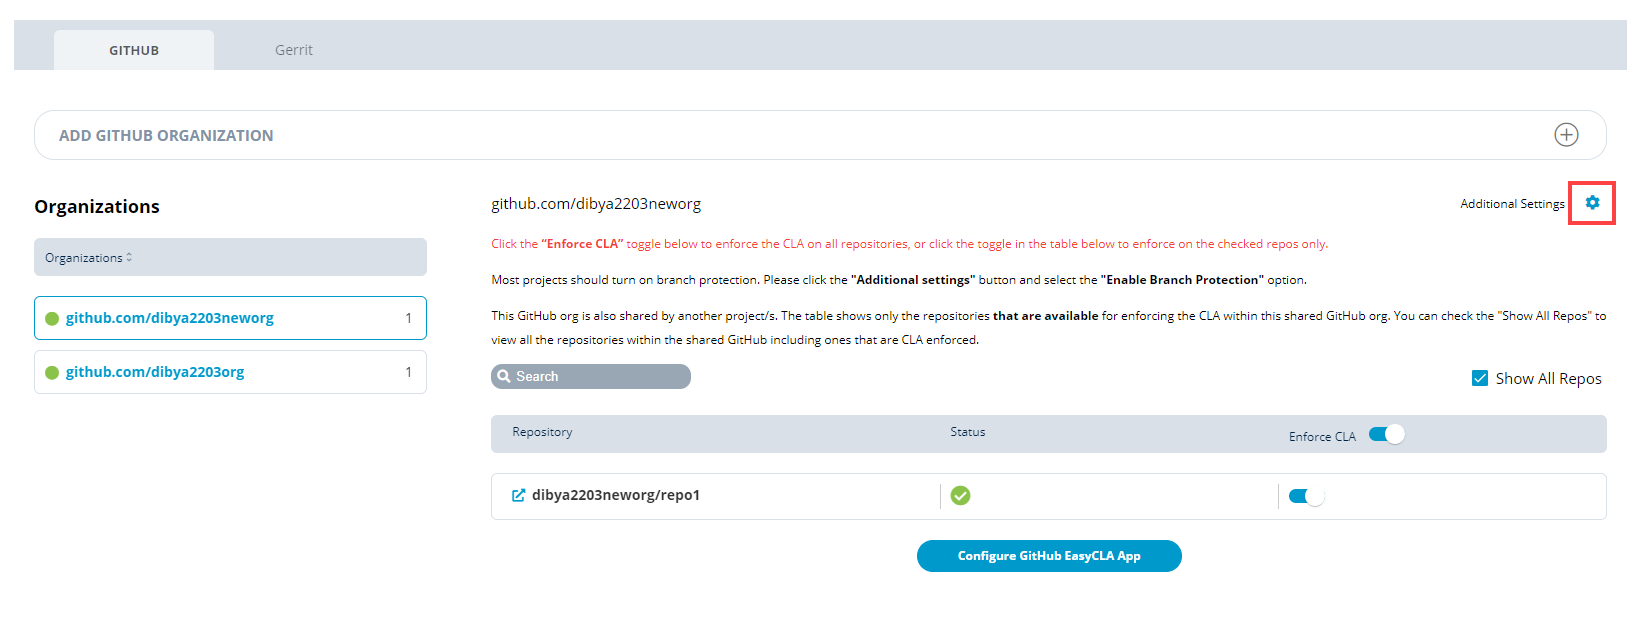 GITHUB
Gerrit
ADD GITHUB ORGANIZATION
Organizations
github.com/dibya2203neworg
Additional Settings
Click the “Enforce CLA” toggle below to enforce the CLA on all repositories, or click the toggle in the table below to enforce on the checked repos only.
Organizations
Most projects should turn on branch protection. Please click the "Additional settings" button and select the "Enable Branch Protection" option.
github.com/dibya2203neworg 1
This GitHub org is also shared by another project/s. The table shows only the repositories that are available for enforcing the CLA within this shared GitHub org. You can check the "Show All Repos" to
view all the repositories within the shared GitHub including ones that are CLA enforced.
github.com/dibya2203org 1
Search
Show All Repos
Repository
Status
Enforce CLA
dibya2203neworg/repo1
Configure GitHub EasyCLA App